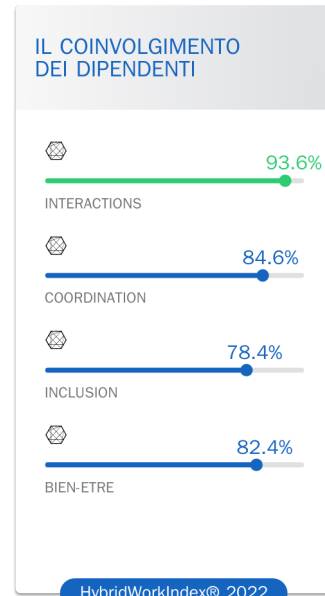 IL COINVOLGIMENTO
DEI DIPENDENTI
93.6%
INTERACTIONS
84.6%
COORDINATION
78.4%
INCLUSION
82.4%
BIEN-ETRE
HybridWorkIndex® 2022